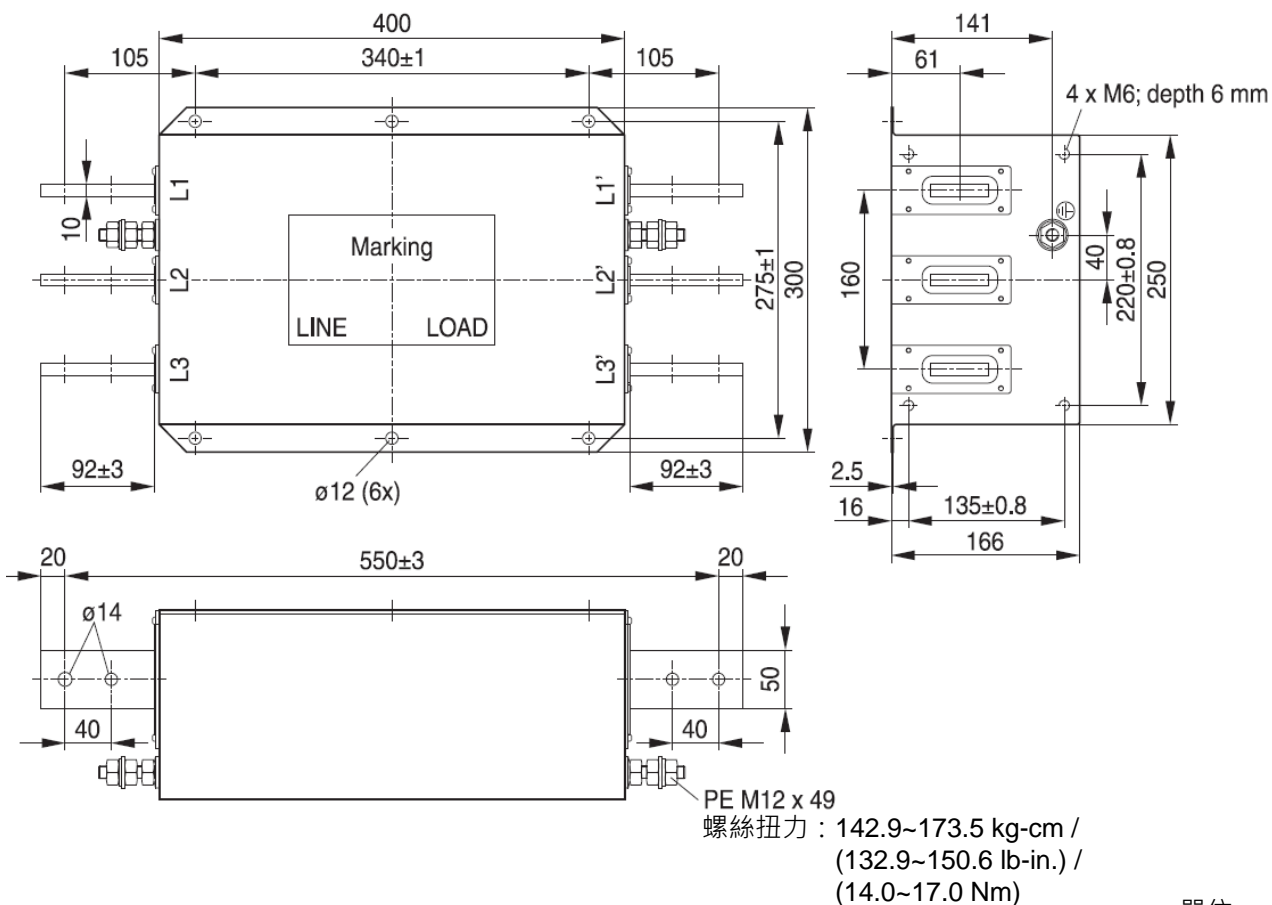 400
105
340±1
105
141
61
4 x M6; depth 6 mm
L1
L1’
10
Marking
L2
L2’
LINE
LOAD
L3
L3’
275±1
300
160
40
220±0.8
250
92±3
92±3
ø12 (6x)
2.5
16
135±0.8
166
20
550±3
20
ø14
50
40
40
PE M12 x 49
螺絲扭力：142.9~173.5 kg-cm /
(132.9~150.6 lb-in.) /
(14.0~17.0 Nm)